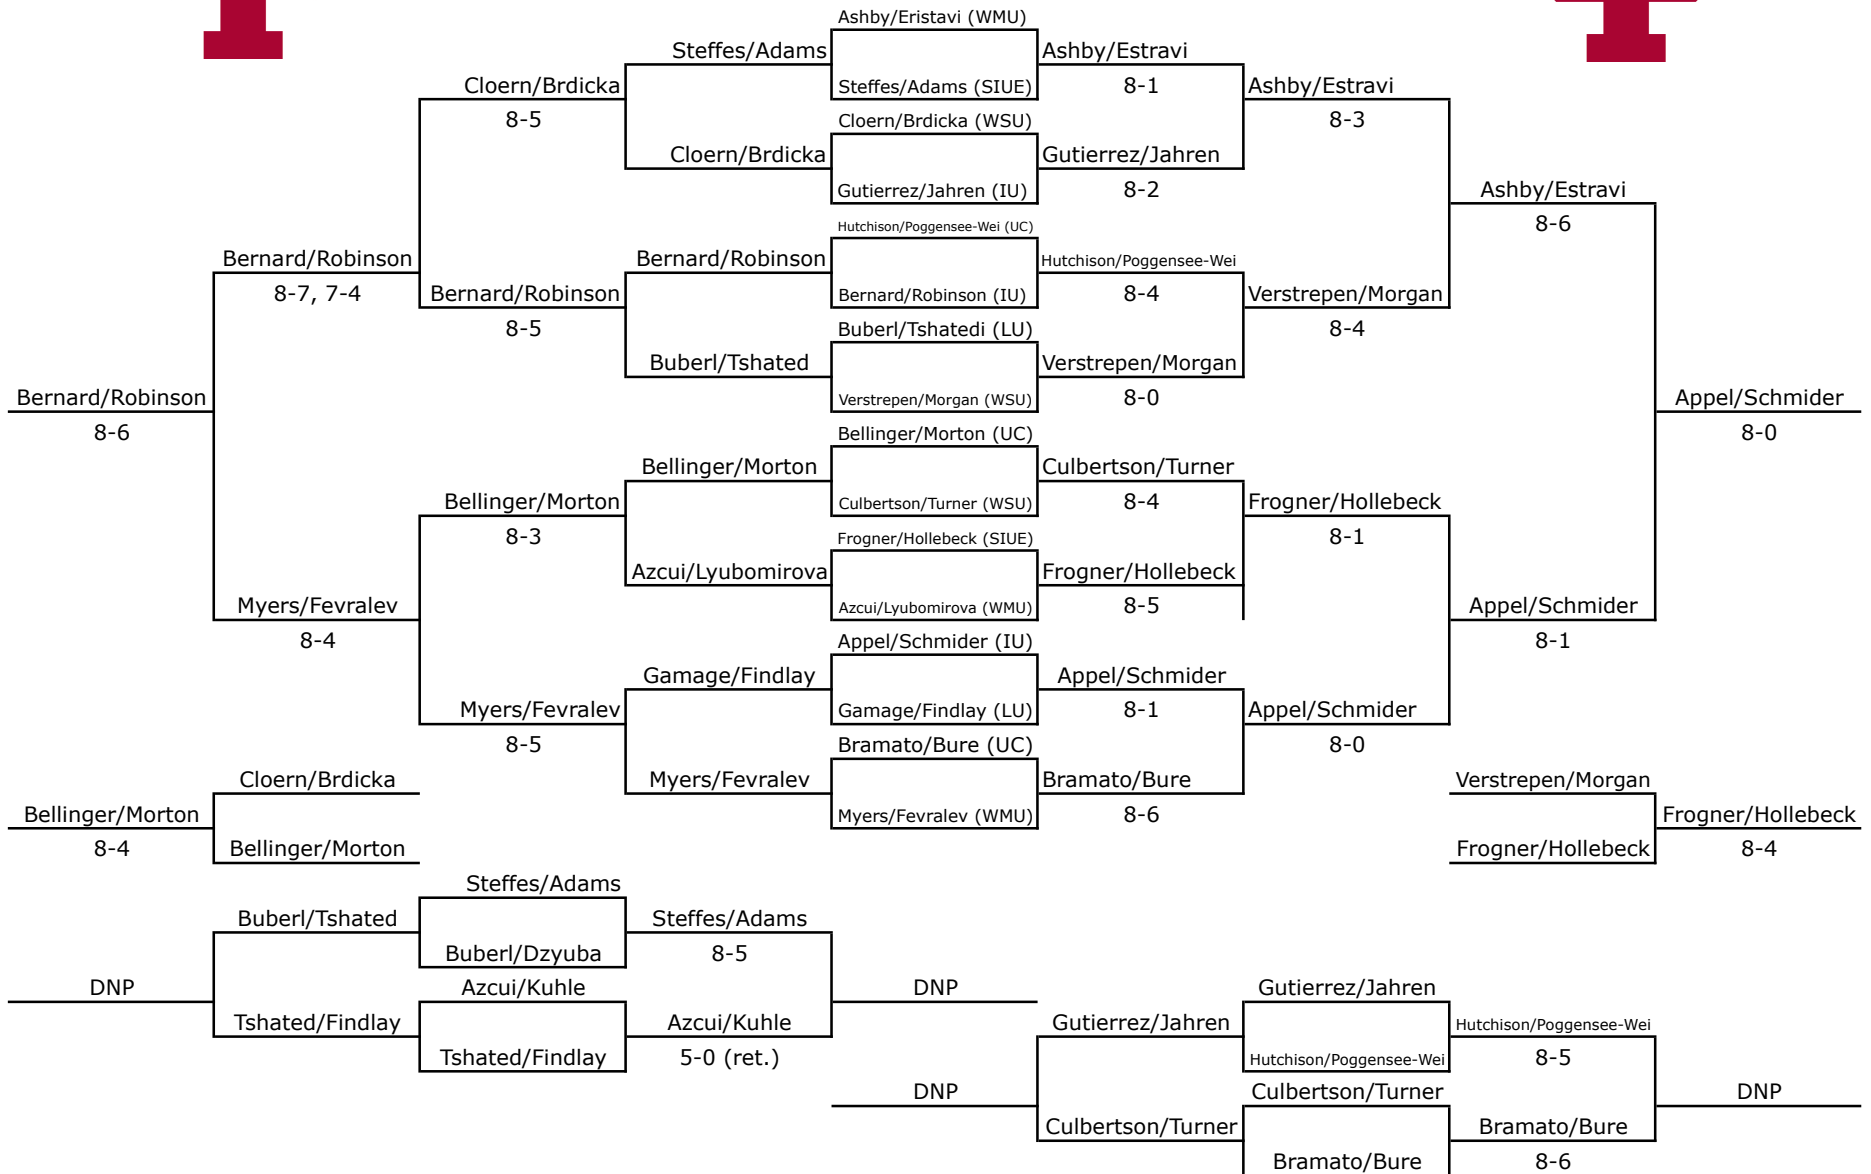 Ashby/Eristavi (WMU)
Steffes/Adams
Ashby/Estravi
Cloern/Brdicka
Steffes/Adams (SIUE)
8-1
Ashby/Estravi
8-5
Cloern/Brdicka (WSU)
8-3
Cloern/Brdicka
Gutierrez/Jahren
Gutierrez/Jahren (IU)
8-2
Ashby/Estravi
8-6
Hutchison/Poggensee-Wei (UC)
Bernard/Robinson
Bernard/Robinson
Hutchison/Poggensee-Wei
8-7, 7-4
Bernard/Robinson
Bernard/Robinson (IU)
8-4
Verstrepen/Morgan
8-5
Buberl/Tshatedi (LU)
8-4
Buberl/Tshated
Verstrepen/Morgan
Bernard/Robinson
Verstrepen/Morgan (WSU)
8-0
Appel/Schmider
8-6
Bellinger/Morton (UC)
8-0
Bellinger/Morton
Culbertson/Turner
Bellinger/Morton
Culbertson/Turner (WSU)
8-4
Frogner/Hollebeck
8-3
Frogner/Hollebeck (SIUE)
8-1
Azcui/Lyubomirova
Frogner/Hollebeck
Myers/Fevralev
Azcui/Lyubomirova (WMU)
8-5
Appel/Schmider
8-4
Appel/Schmider (IU)
8-1
Gamage/Findlay
Appel/Schmider
Myers/Fevralev
Gamage/Findlay (LU)
8-1
Appel/Schmider
8-5
Bramato/Bure (UC)
8-0
Cloern/Brdicka
Myers/Fevralev
Bramato/Bure
Verstrepen/Morgan
Bellinger/Morton
Myers/Fevralev (WMU)
8-6
Frogner/Hollebeck
8-4
Bellinger/Morton
Frogner/Hollebeck
8-4
Steffes/Adams
Buberl/Tshated
Steffes/Adams
Buberl/Dzyuba
8-5
DNP
Azcui/Kuhle
DNP
Gutierrez/Jahren
Tshated/Findlay
Azcui/Kuhle
Gutierrez/Jahren
Hutchison/Poggensee-Wei
Tshated/Findlay
5-0 (ret.)
Hutchison/Poggensee-Wei
8-5
DNP
Culbertson/Turner
DNP
Culbertson/Turner
Bramato/Bure
Bramato/Bure
8-6